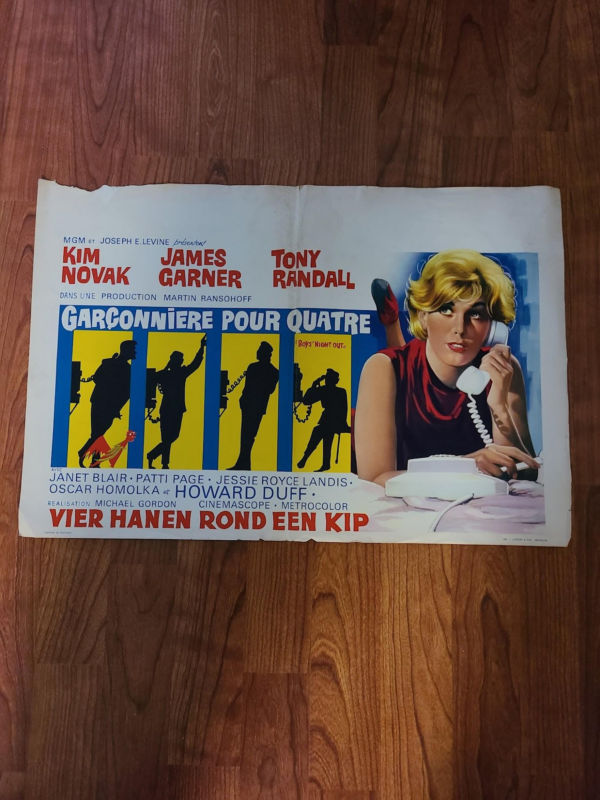 MGM ET JOSEPH E. LEVINE présentent
KIM NOVAK
JAMES GARNER
TONY RANDALL
DANS UNE PRODUCTION MARTIN RANSOHOFF
GARÇONNIERE POUR QUATRE
"BOYS' NIGHT OUT"
AVEC
JANET BLAIR · PATTI PAGE · JESSIE ROYCE LANDIS ·
OSCAR HOMOLKA et HOWARD DUFF ·
REALISATION MICHAEL GORDON CINEMASCOPE · METROCOLOR
VIER HANEN ROND EEN KIP